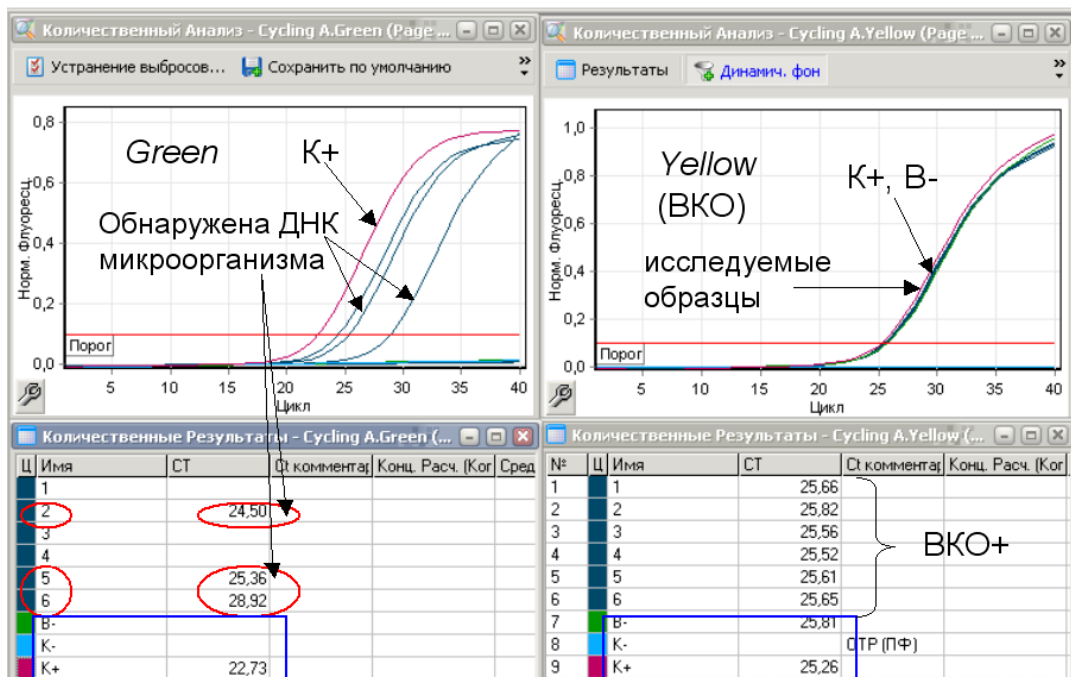 Количественный Анализ - Cycling A.Green (Page ...
Устранение выбросов... Сохранить по умолчанию
0,8
0,6
0,4
0,2
0,0
Норм. Флуоресц.
Green
К+
Обнаружена ДНК
микроорганизма
Порог
5 10 15 20 25 30 35 40
Цикл
Количественный Анализ - Cycling A.Yellow (Page ...
Результаты Динамич. фон
1,0
0,8
0,6
0,4
0,2
0,0
Норм. Флуоресц.
Yellow
(ВКО)
К+, В-
исследуемые
образцы
Порог
5 10 15 20 25 30 35 40
Цикл
Количественные Результаты - Cycling A.Green (...
Ц Имя CT Ct комментар Конц. Расч. (Ког Сред
1
2 24,50
3
4
5 25,36
6 28,92
В-
К-
К+ 22,73
Количественные Результаты - Cycling A.Yellow (...
№ Ц Имя CT Ct комментар Конц. Расч. (Ког
1 1 25,66
2 2 25,82
3 3 25,56
4 4 25,52
5 5 25,61
6 6 25,65
7 В- 25,81
8 К- ОТР (ПФ)
9 К+ 25,26
ВКО+